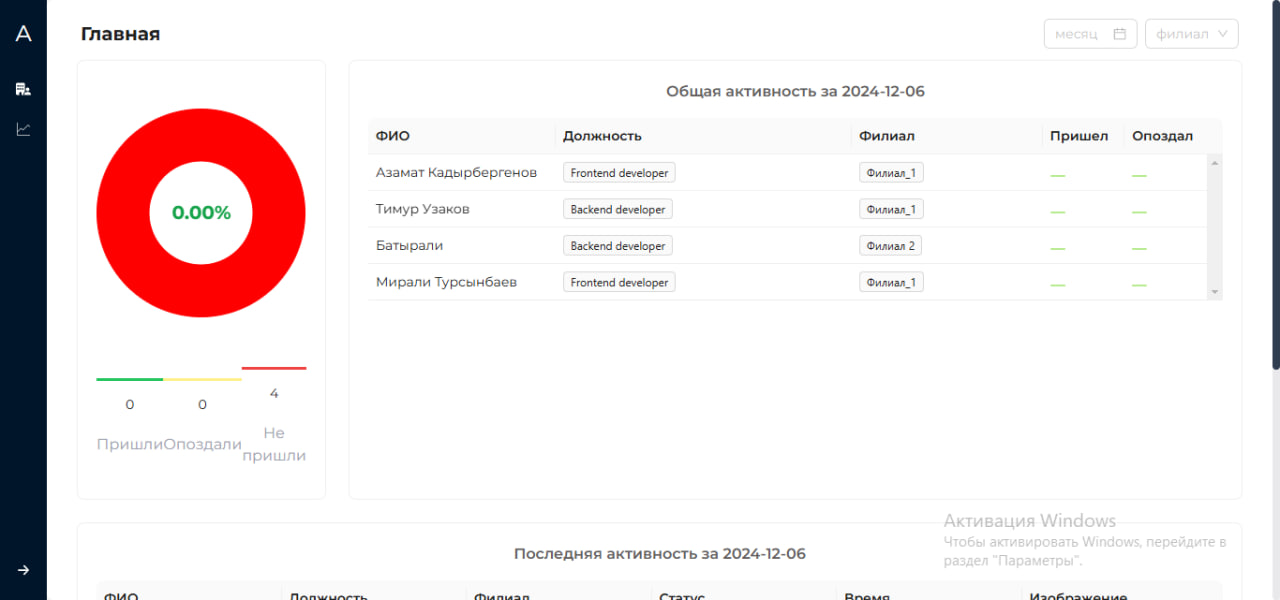 A
Главная
месяц
филиал
0.00%
0
0
4
Пришли
Опоздали
Не
пришли
Общая активность за 2024-12-06
ФИО Должность Филиал Пришел Опоздал
Азамат Кадырбергенов Frontend developer Филиал_1 — —
Тимур Узаков Backend developer Филиал_1 — —
Батырали Backend developer Филиал 2 — —
Мирали Турсынбаев Frontend developer Филиал_1 — —
Последняя активность за 2024-12-06
ФИО Должность Филиал Статус Время Изображение
Активация Windows
Чтобы активировать Windows, перейдите в
раздел "Параметры".